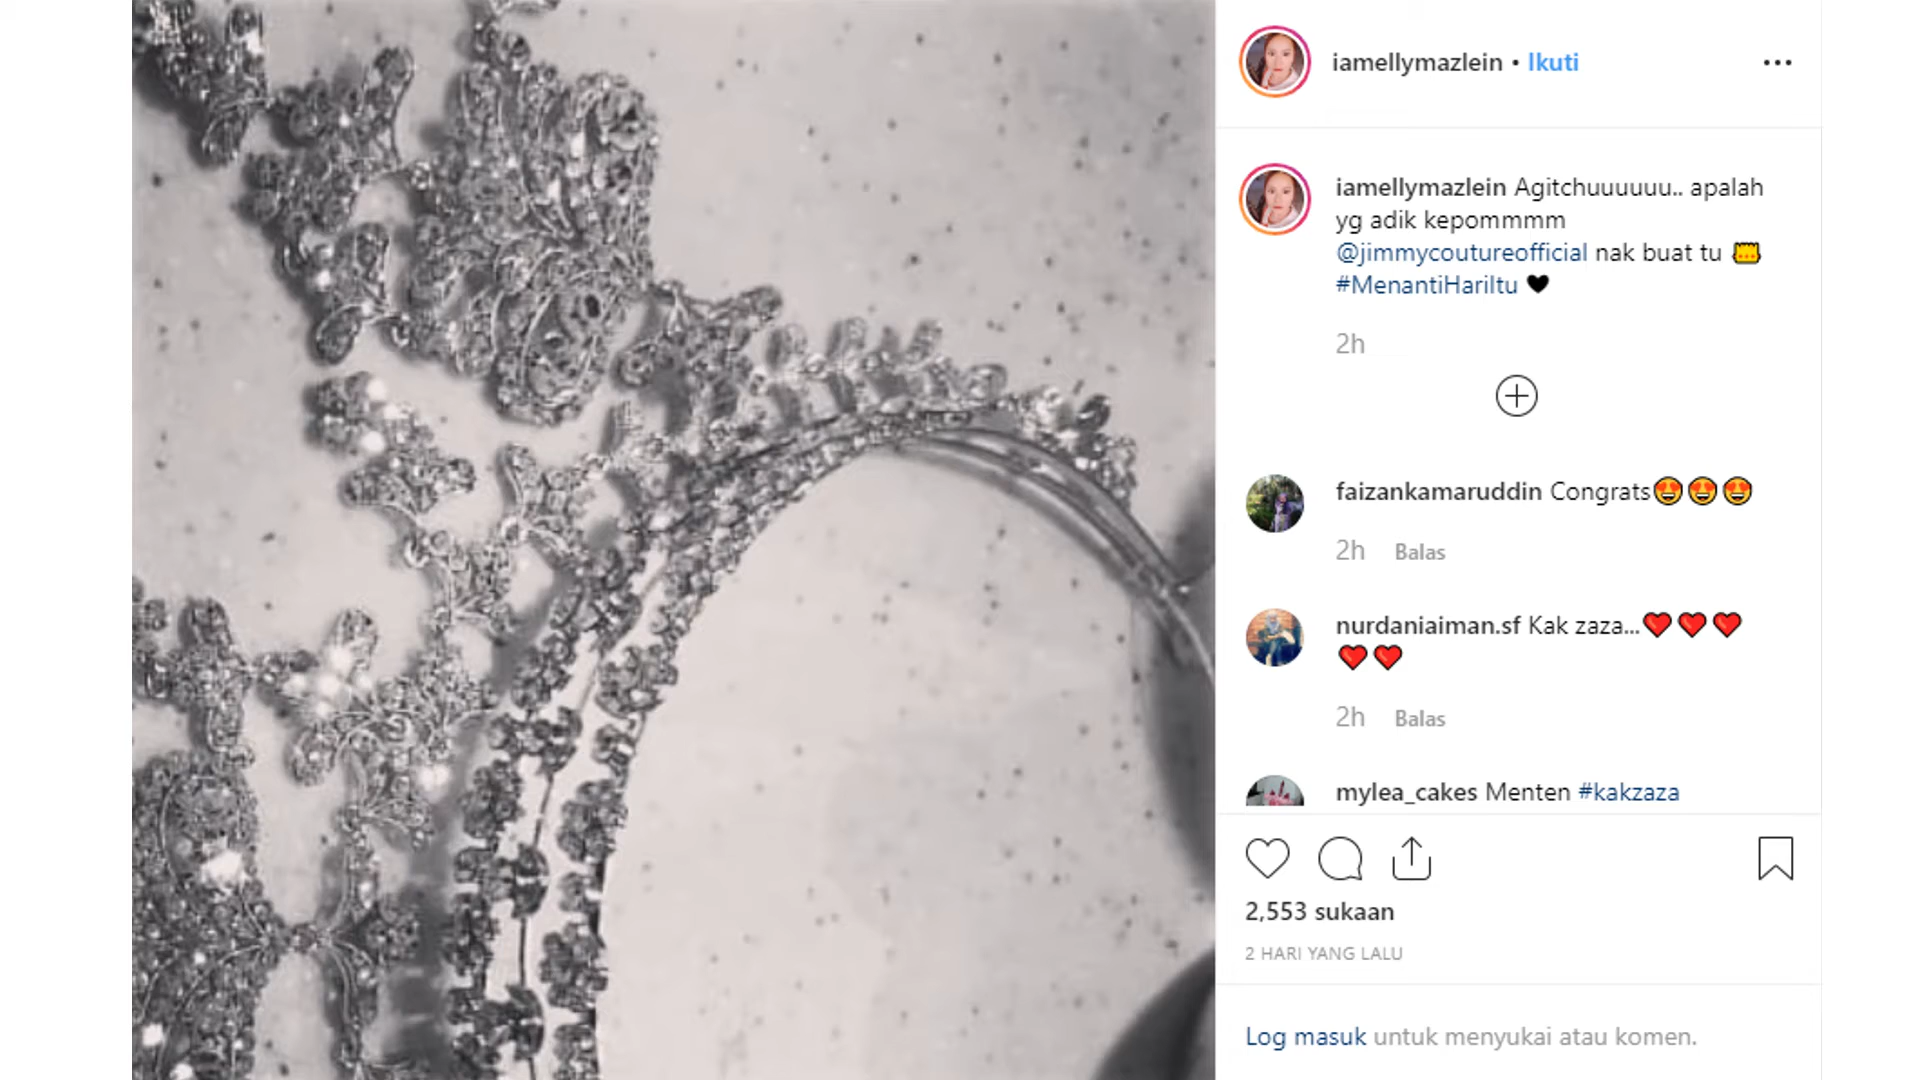 iamellymazlein • Ikuti
iamellymazlein Agitchuuuuuu.. apalah
yg adik kepommmm
@jimmycoutureofficial nak buat tu
#MenantiHariItu 🖤
2h
faizankamaruddin Congrats😍😍😍
2h Balas
nurdaniaiman.sf Kak zaza...❤️❤️❤️
❤️❤️
2h Balas
mylea_cakes Menten #kakzaza
2,553 sukaan
2 HARI YANG LALU
Log masuk untuk menyukai atau komen.